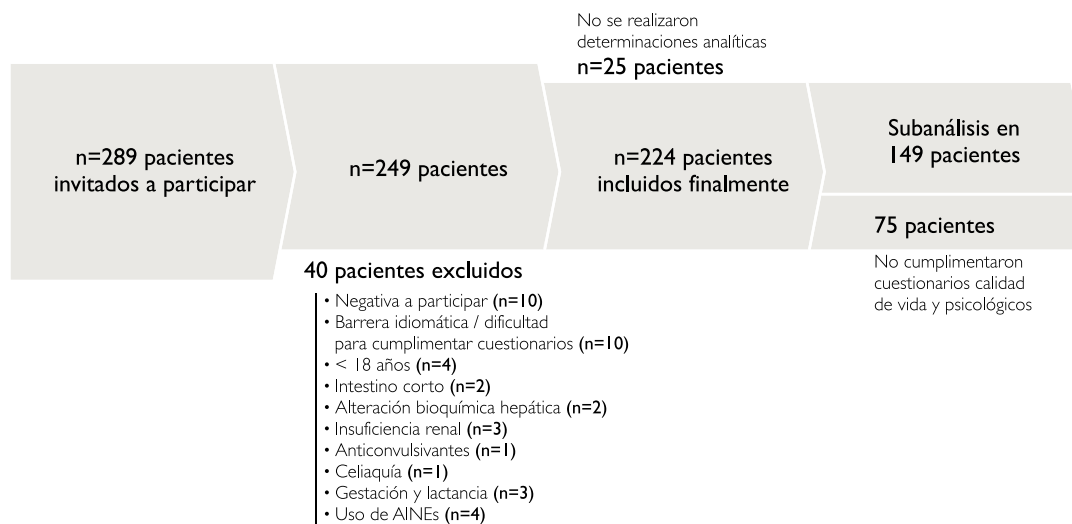 No se realizaron
determinaciones analíticas
n=25 pacientes
n=289 pacientes
invitados a participar
n=249 pacientes
n=224 pacientes
incluidos finalmente
Subanálisis en
149 pacientes
75 pacientes
No cumplimentaron
cuestionarios calidad
de vida y psicológicos
40 pacientes excluidos
• Negativa a participar (n=10)
• Barrera idiomática / dificultad
para cumplimentar cuestionarios (n=10)
• < 18 años (n=4)
• Intestino corto (n=2)
• Alteración bioquímica hepática (n=2)
• Insuficiencia renal (n=3)
• Anticonvulsivantes (n=1)
• Celiaquía (n=1)
• Gestación y lactancia (n=3)
• Uso de AINEs (n=4)